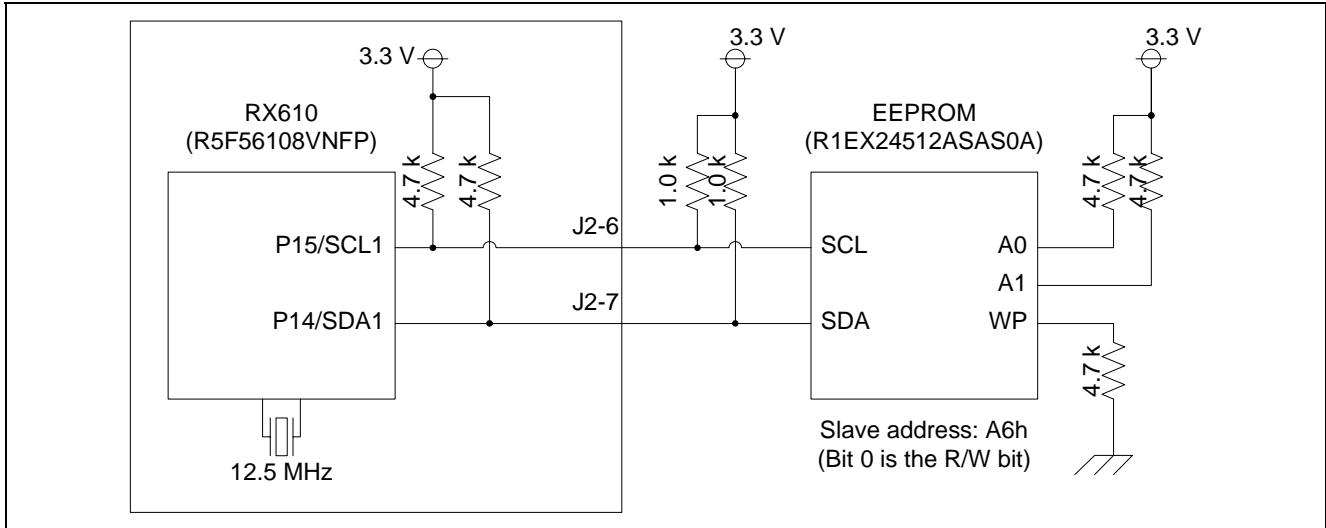 3.3 V
3.3 V
3.3 V
RX610
(R5F56108VNFP)
EEPROM
(R1EX24512ASAS0A)
4.7 k
4.7 k
1.0 k
1.0 k
4.7 k
4.7 k
P15/SCL1
J2-6
SCL
A0
A1
P14/SDA1
J2-7
SDA
WP
4.7 k
12.5 MHz
Slave address: A6h
(Bit 0 is the R/W bit)